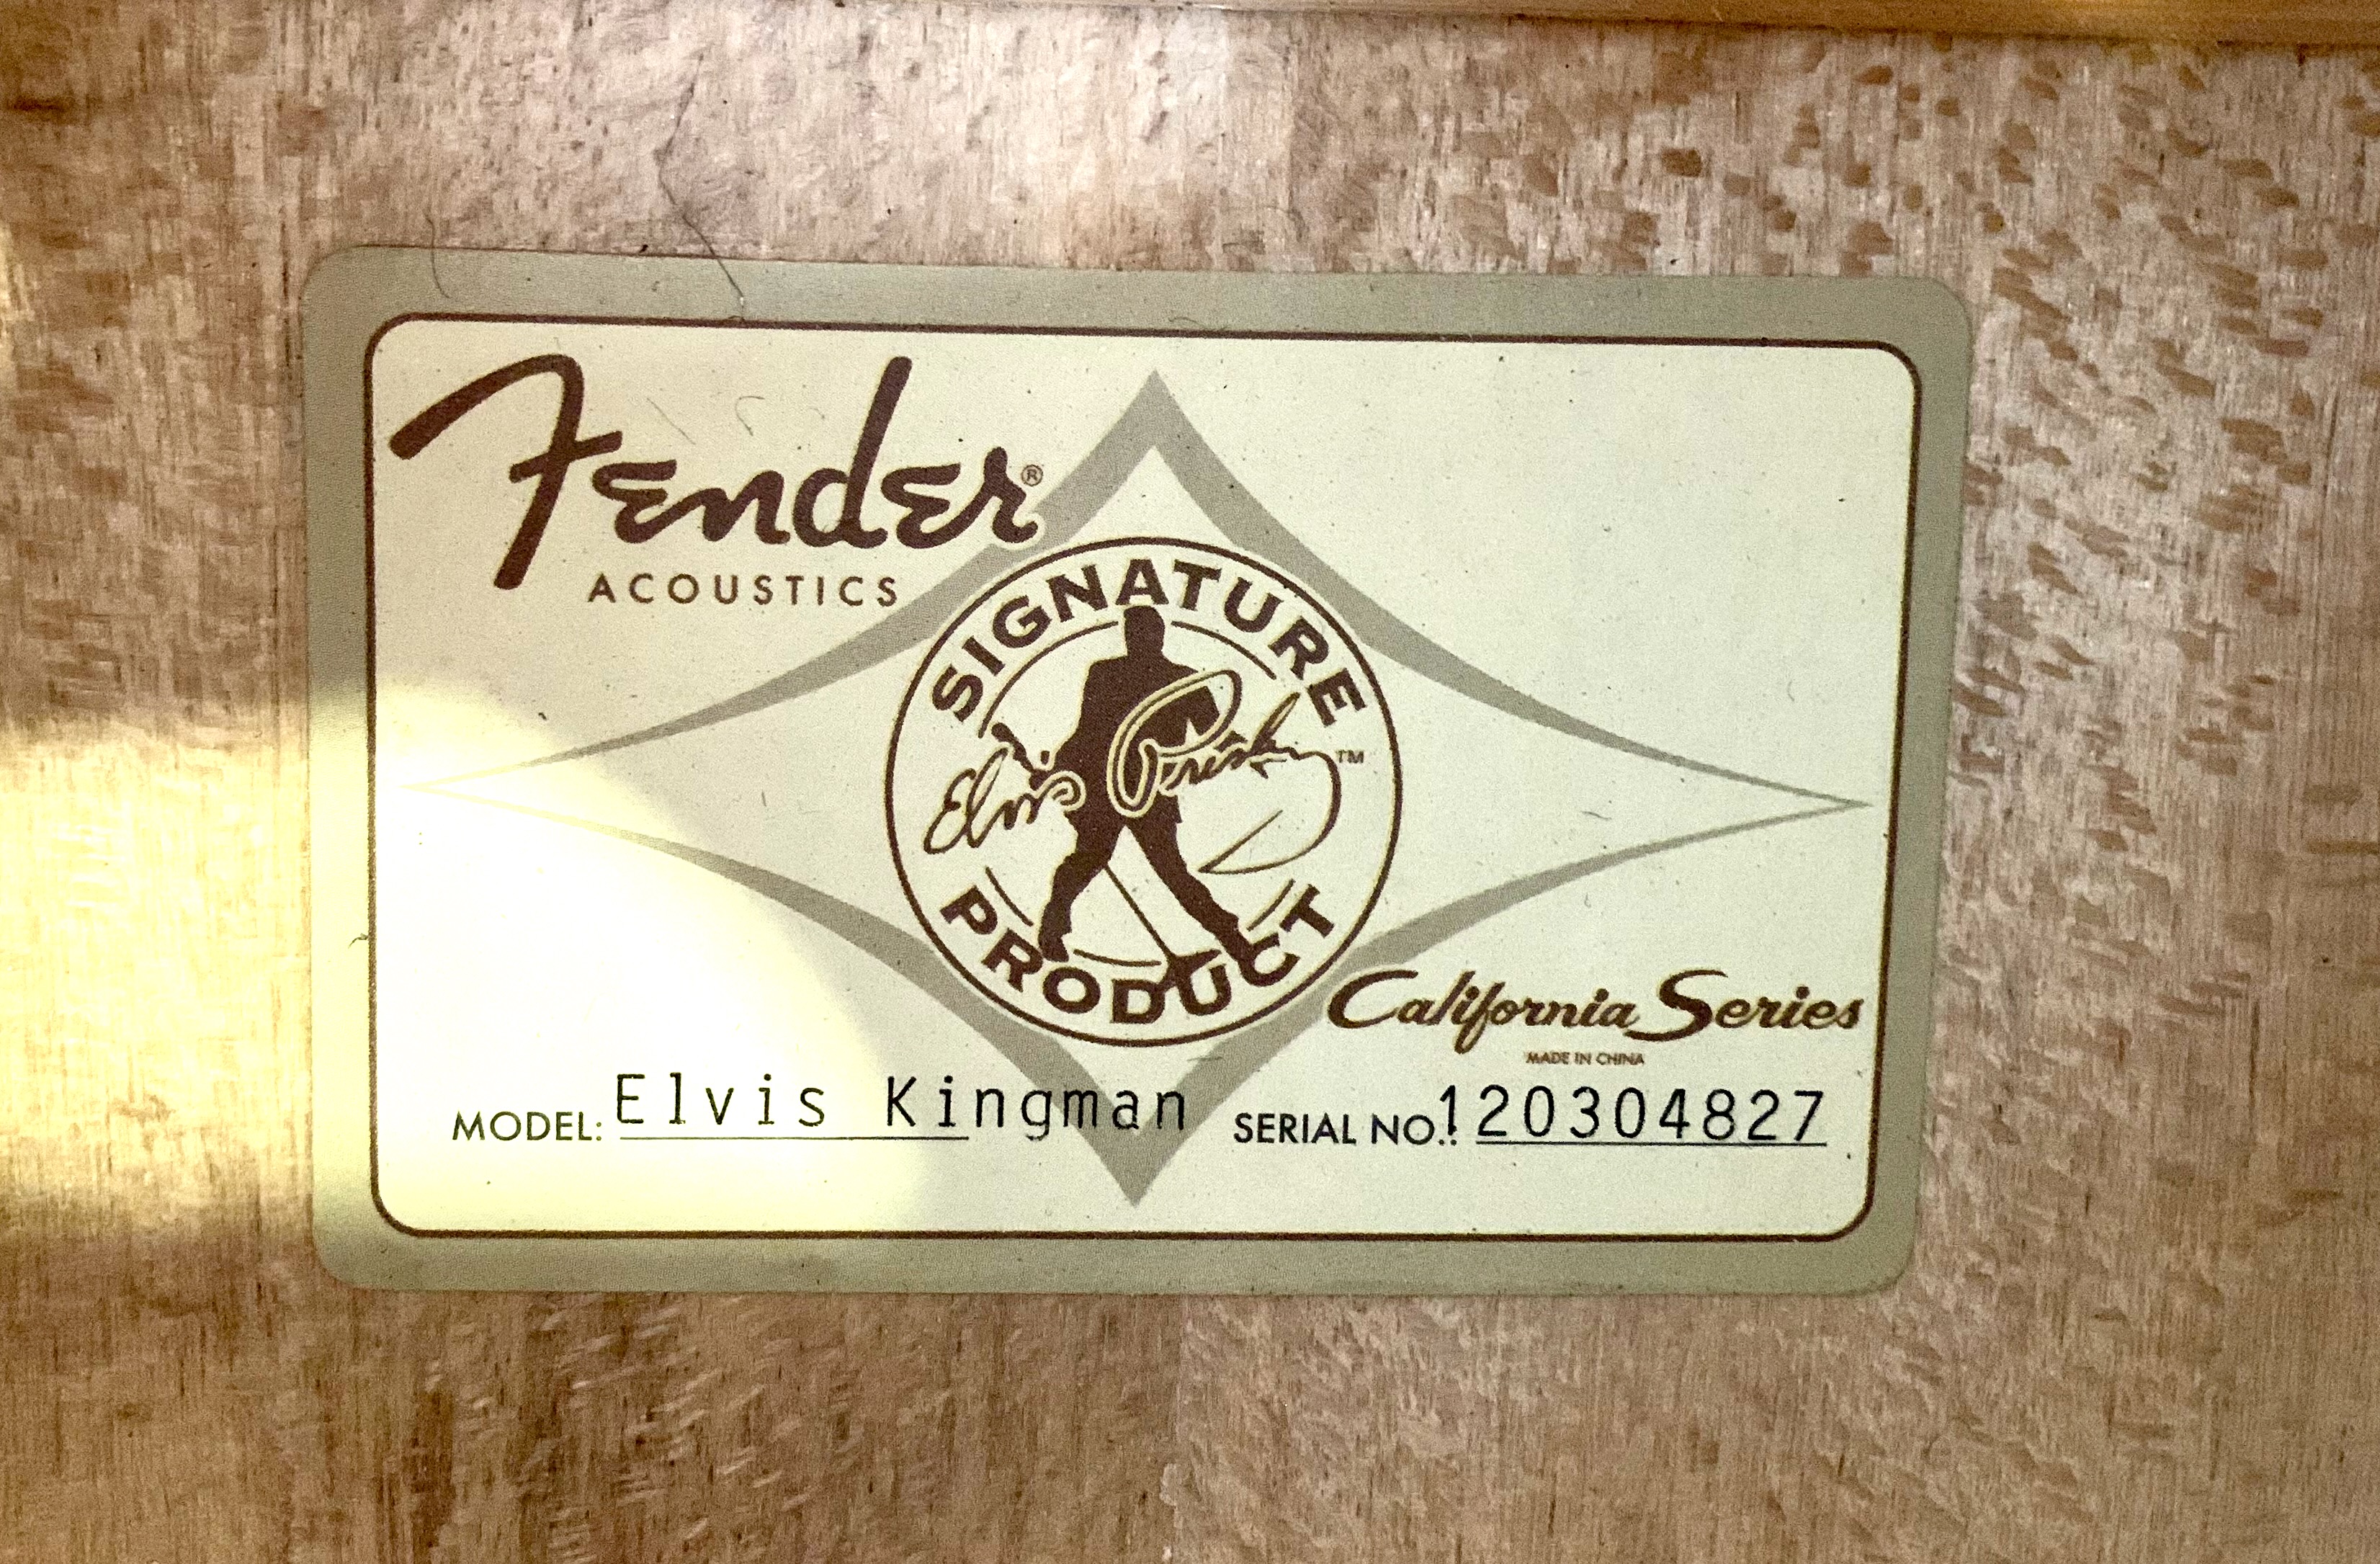 Fender®
ACOUSTICS
SIGNATURE
Elvis Presley™
PRODUCT
California Series
MADE IN CHINA
MODEL: Elvis Kingman SERIAL NO.: 120304827